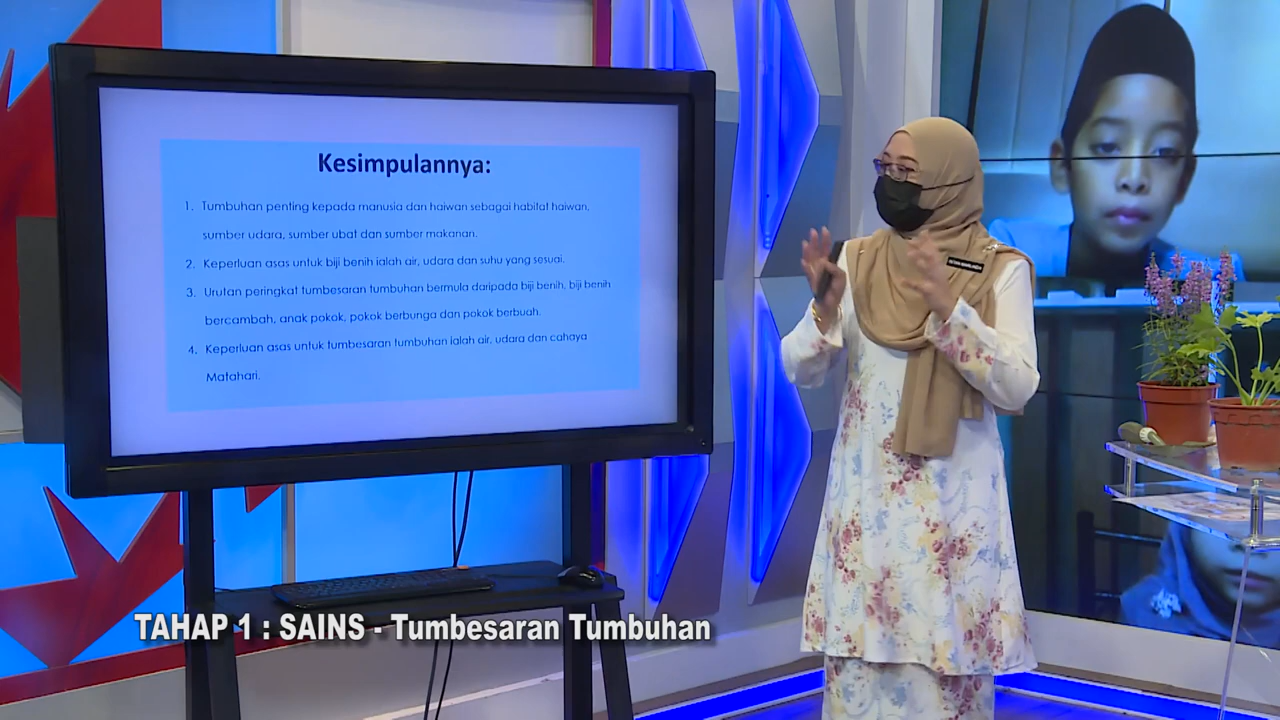 Kesimpulannya:
1. Tumbuhan penting kepada manusia dan haiwan sebagai habitat haiwan,
sumber udara, sumber ubat dan sumber makanan.
2. Keperluan asas untuk biji benih ialah air, udara dan suhu yang sesuai.
3. Urutan peringkat tumbesaran tumbuhan bermula daripada biji benih, biji benih
bercambah, anak pokok, pokok berbunga dan pokok berbuah.
4. Keperluan asas untuk tumbesaran tumbuhan ialah air, udara dan cahaya
Matahari.
TAHAP 1 : SAINS - Tumbesaran Tumbuhan